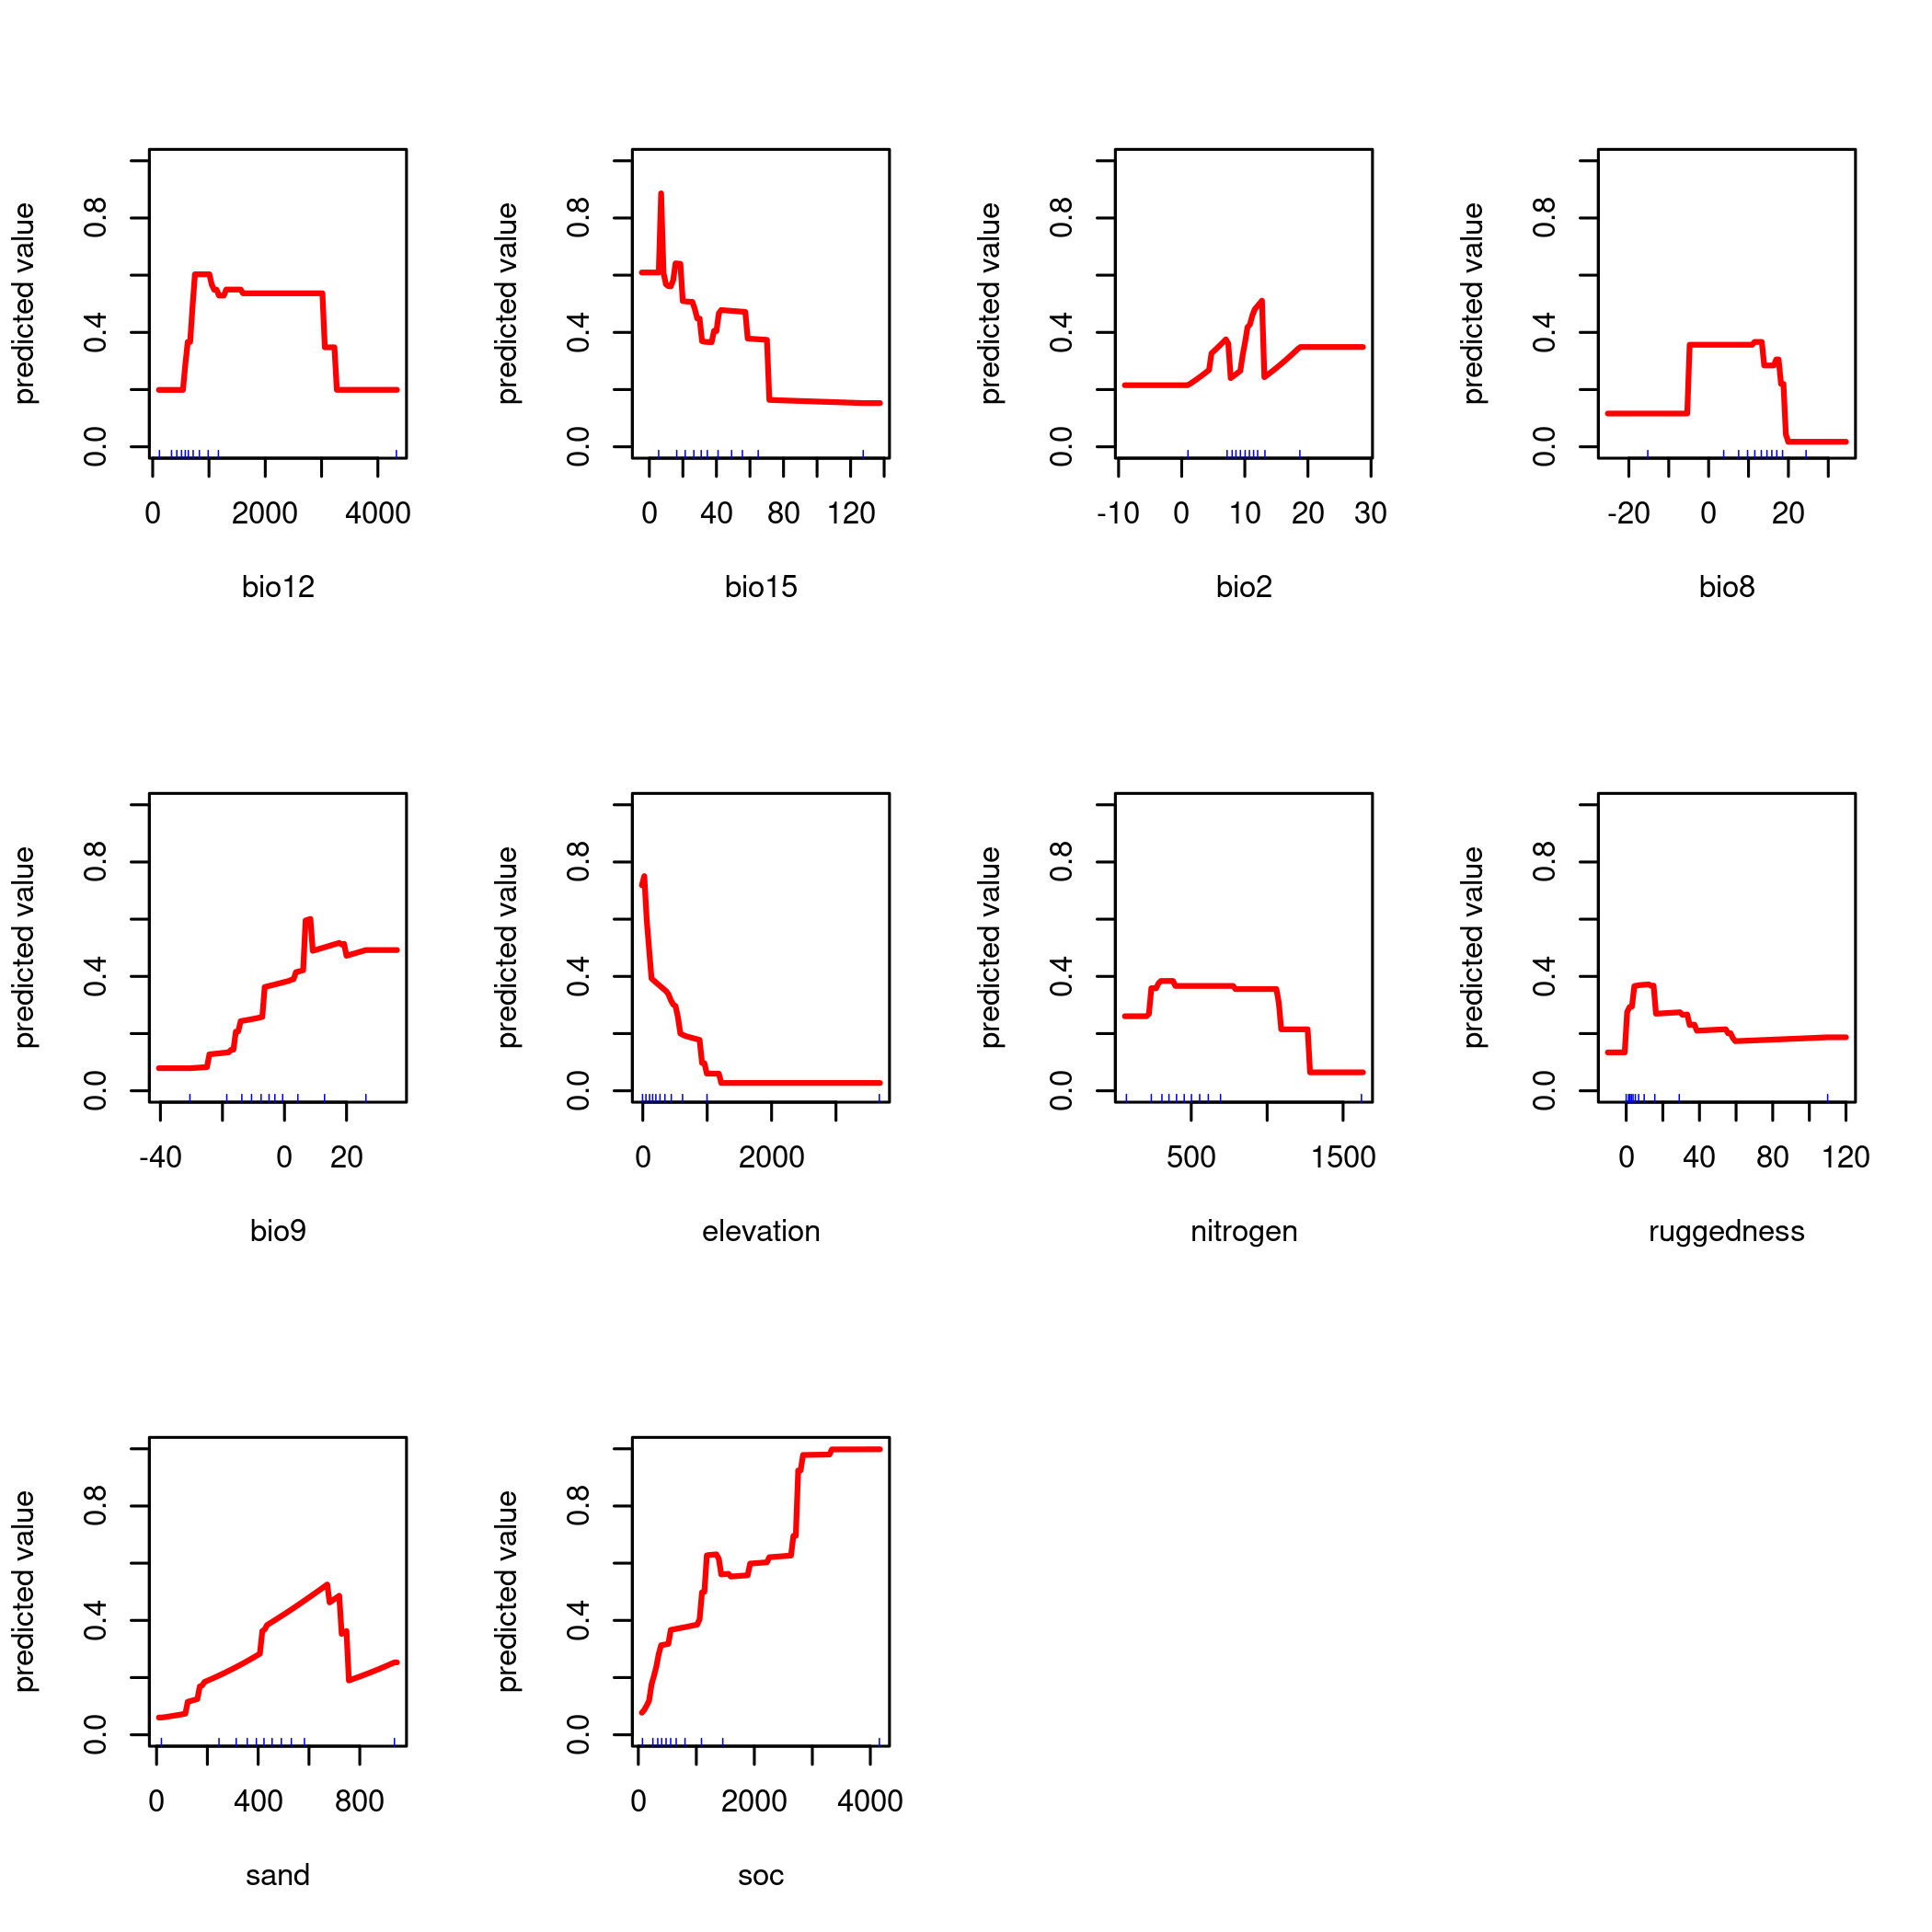 predicted value
0.0 0.4 0.8
0 2000 4000
bio12
predicted value
0.0 0.4 0.8
0 40 80 120
bio15
predicted value
0.0 0.4 0.8
-10 0 10 20 30
bio2
predicted value
0.0 0.4 0.8
-20 0 20
bio8
predicted value
0.0 0.4 0.8
-40 0 20
bio9
predicted value
0.0 0.4 0.8
0 2000
elevation
predicted value
0.0 0.4 0.8
500 1500
nitrogen
predicted value
0.0 0.4 0.8
0 40 80 120
ruggedness
predicted value
0.0 0.4 0.8
0 400 800
sand
predicted value
0.0 0.4 0.8
0 2000 4000
soc